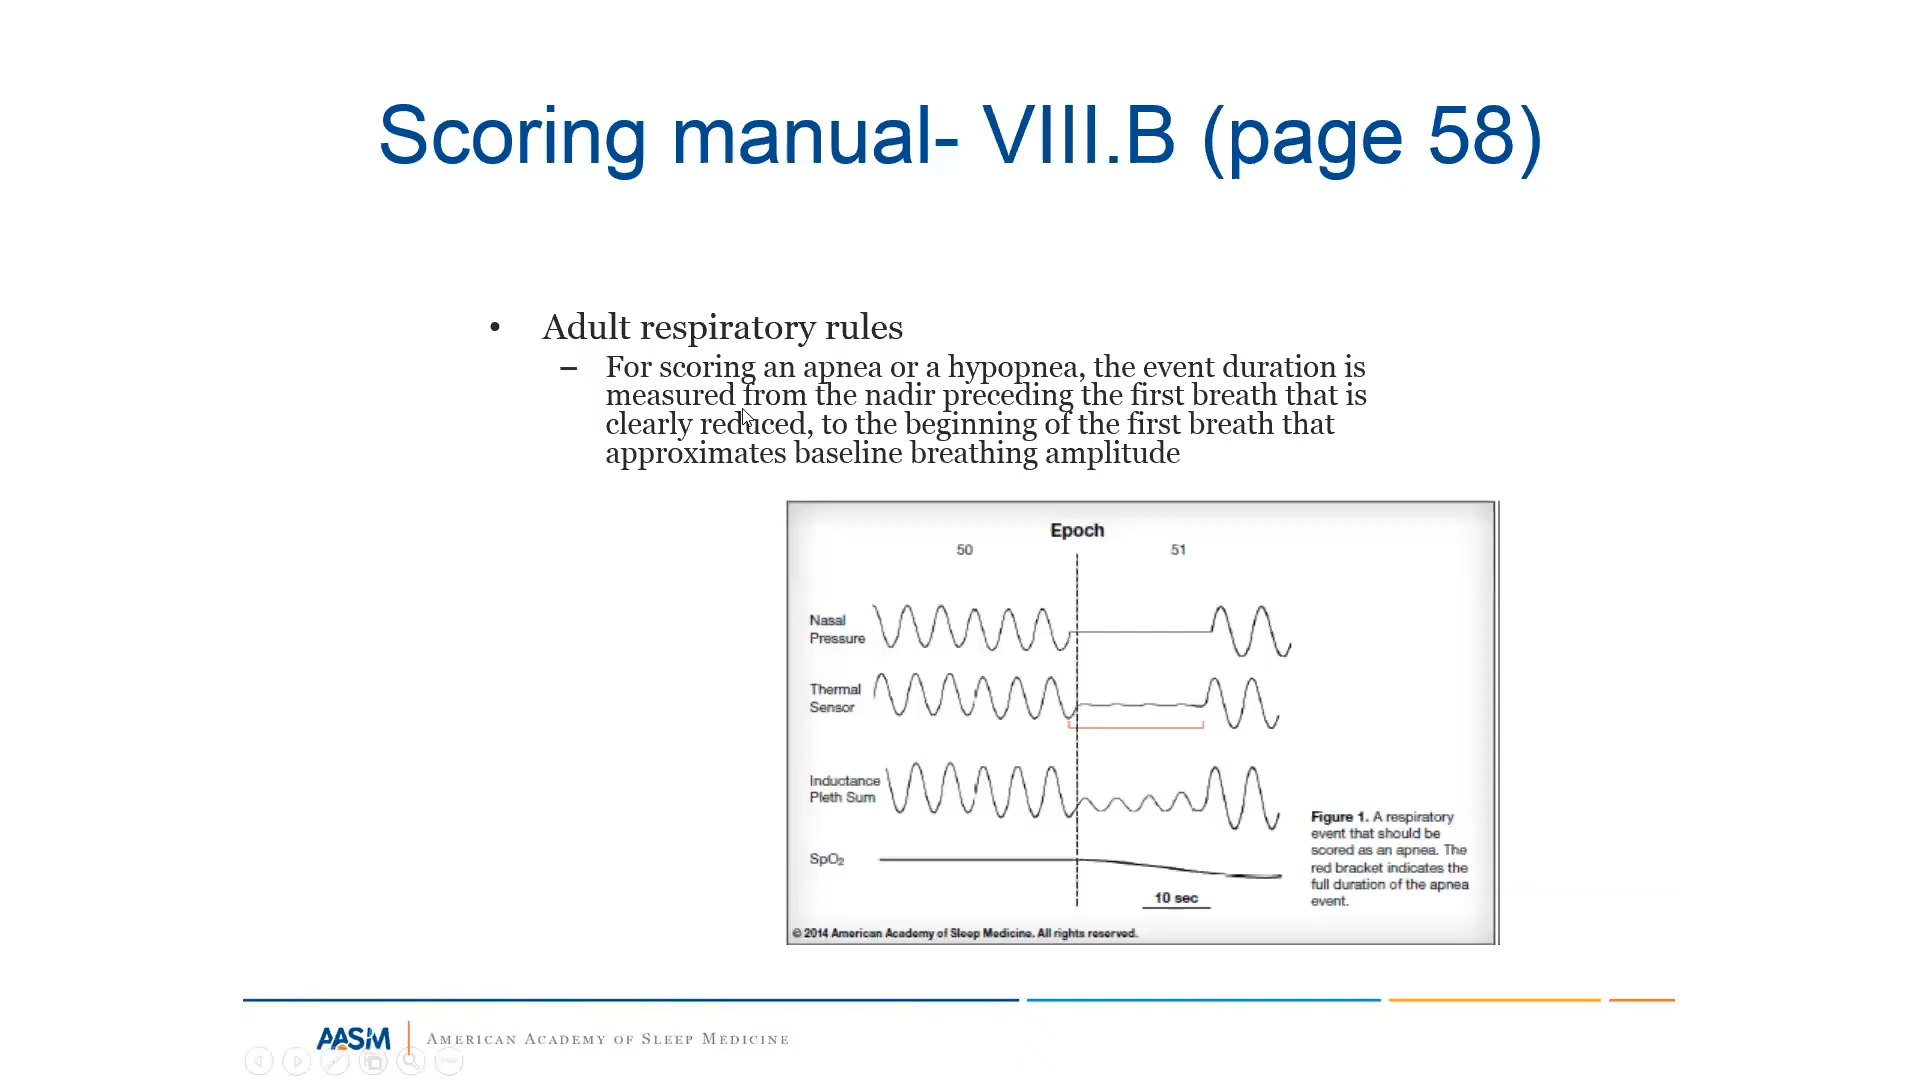 Scoring manual- VIII.B (page 58)
• Adult respiratory rules
– For scoring an apnea or a hypopnea, the event duration is
measured from the nadir preceding the first breath that is
clearly reduced, to the beginning of the first breath that
approximates baseline breathing amplitude
Epoch
50 51
Nasal
Pressure
Thermal
Sensor
Inductance
Pleth Sum
SpO₂
10 sec
Figure 1. A respiratory
event that should be
scored as an apnea. The
red bracket indicates the
full duration of the apnea
event.
© 2014 American Academy of Sleep Medicine. All rights reserved.
AASM
AMERICAN ACADEMY OF SLEEP MEDICINE